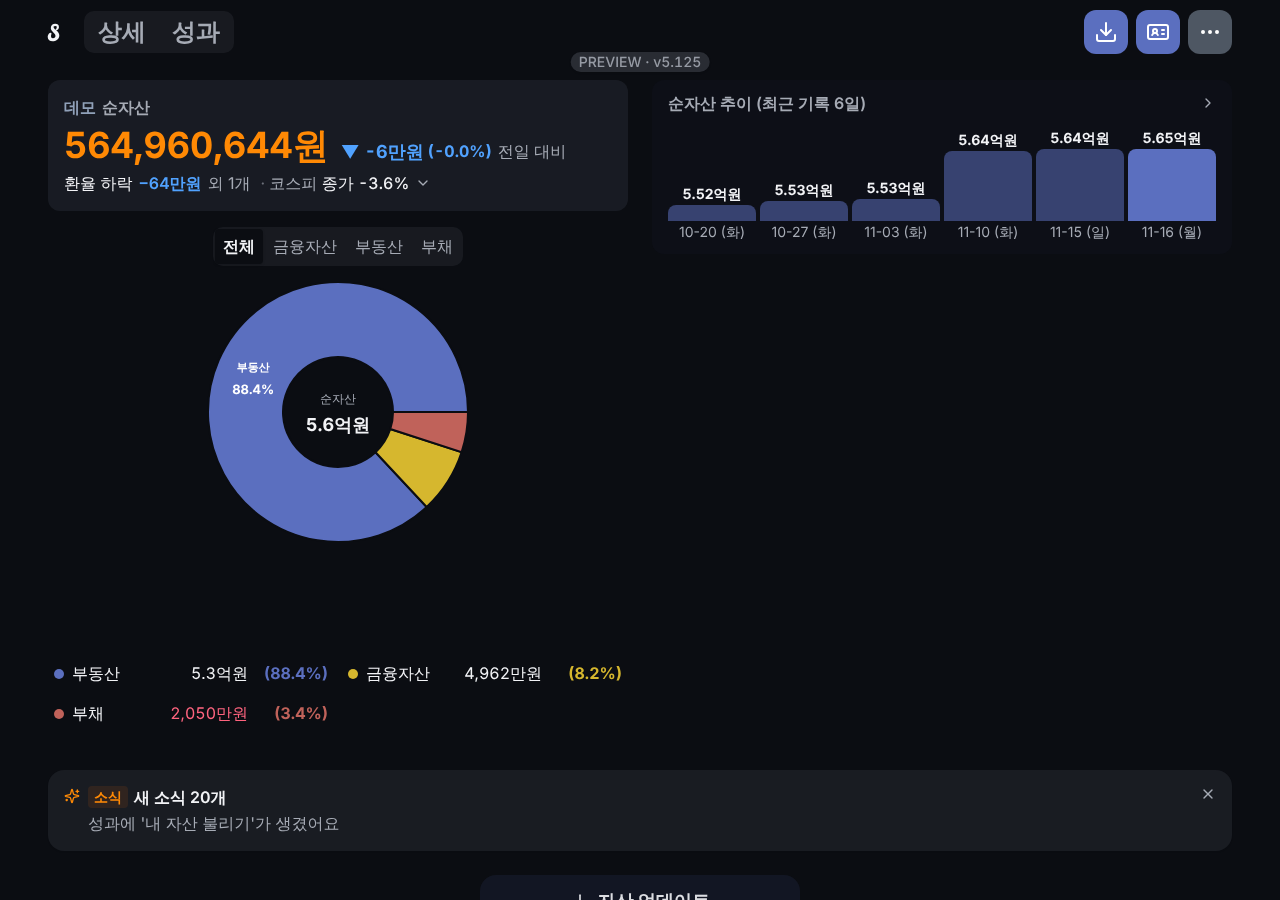 상세 성과
PREVIEW · v5.125
데모 순자산
564,960,644원 ▼ -6만원 (-0.0%) 전일 대비
환율 하락 −64만원 외 1개 · 코스피 종가 -3.6%
순자산 추이 (최근 기록 6일)
5.52억원 5.53억원 5.53억원 5.64억원 5.64억원 5.65억원
10-20 (화) 10-27 (화) 11-03 (화) 11-10 (화) 11-15 (일) 11-16 (월)
전체 금융자산 부동산 부채
부동산
88.4%
순자산
5.6억원
부동산 5.3억원 (88.4%) 금융자산 4,962만원 (8.2%)
부채 2,050만원 (3.4%)
소식 새 소식 20개
성과에 '내 자산 불리기'가 생겼어요
자산 업데이트